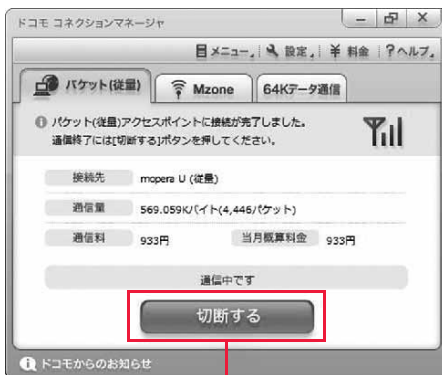 ドコモ コネクションマネージャ
メニュー 設定 ¥ 料金 ?ヘルプ
パケット(従量) Mzone 64Kデータ通信
パケット(従量)アクセスポイントに接続が完了しました。
通信終了には[切断する]ボタンを押してください。
接続先 mopera U (従量)
通信量 569.059Kバイト(4,446パケット)
通信料 933円 当月概算料金 933円
通信中です
切断する
ドコモからのお知らせ